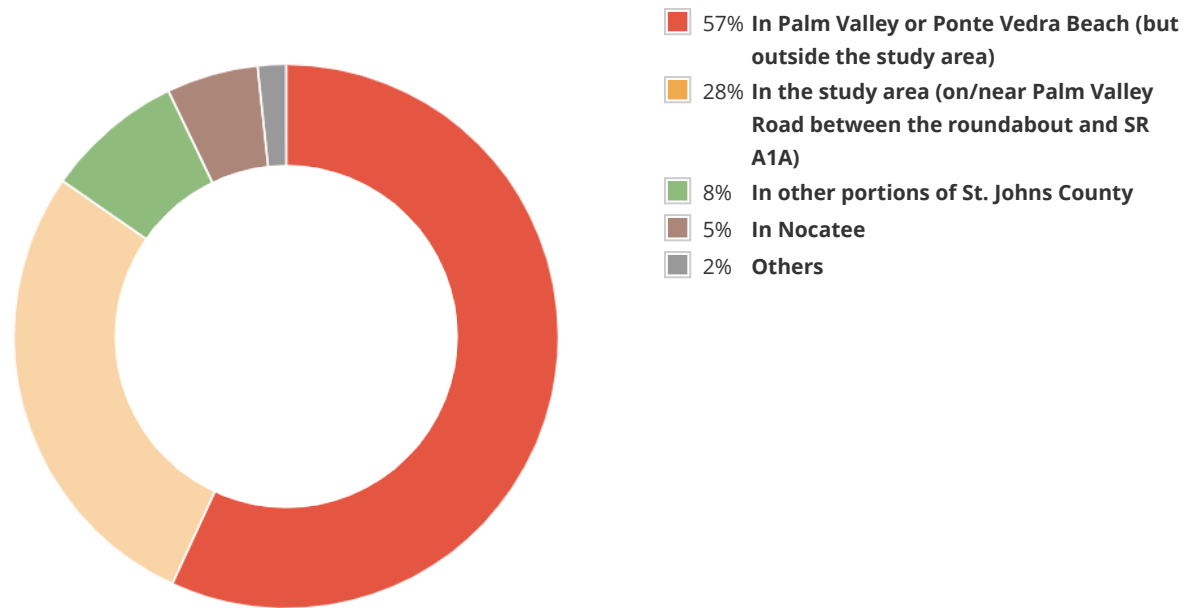 57% In Palm Valley or Ponte Vedra Beach (but
outside the study area)
28% In the study area (on/near Palm Valley
Road between the roundabout and SR
A1A)
8% In other portions of St. Johns County
5% In Nocatee
2% Others